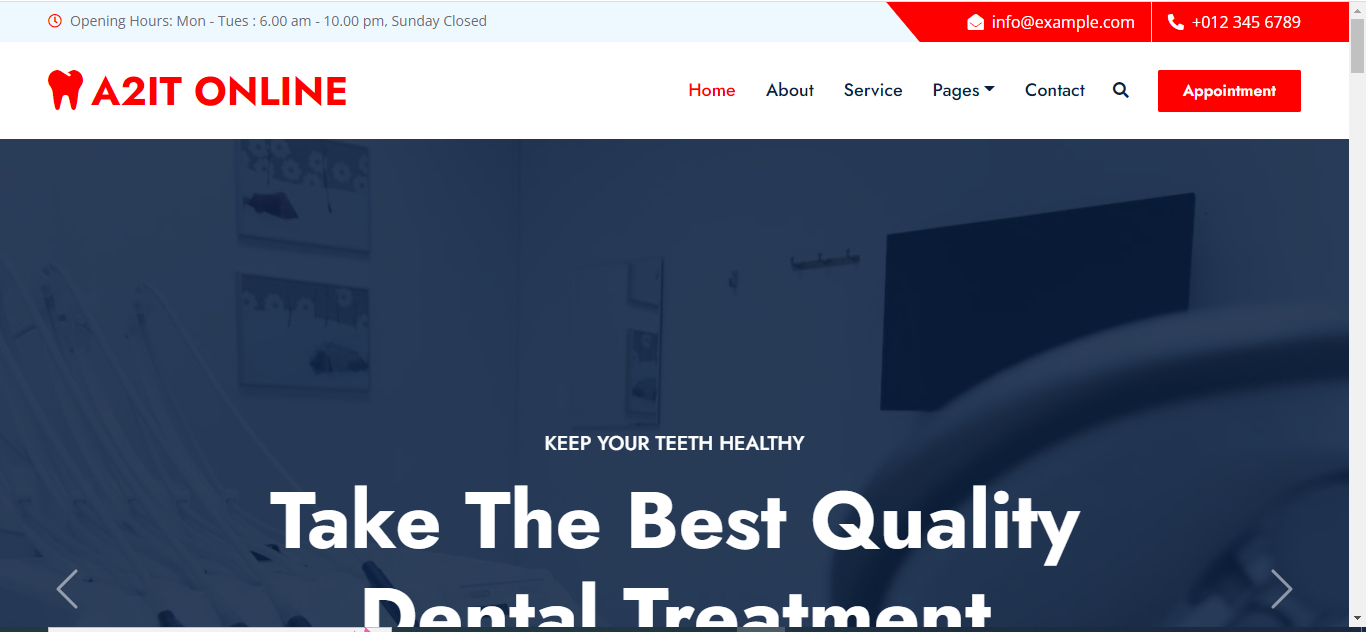 Opening Hours: Mon - Tues : 6.00 am - 10.00 pm, Sunday Closed
info@example.com
+012 345 6789
A2IT ONLINE
Home About Service Pages Contact Appointment
KEEP YOUR TEETH HEALTHY
Take The Best Quality
Dental Treatment